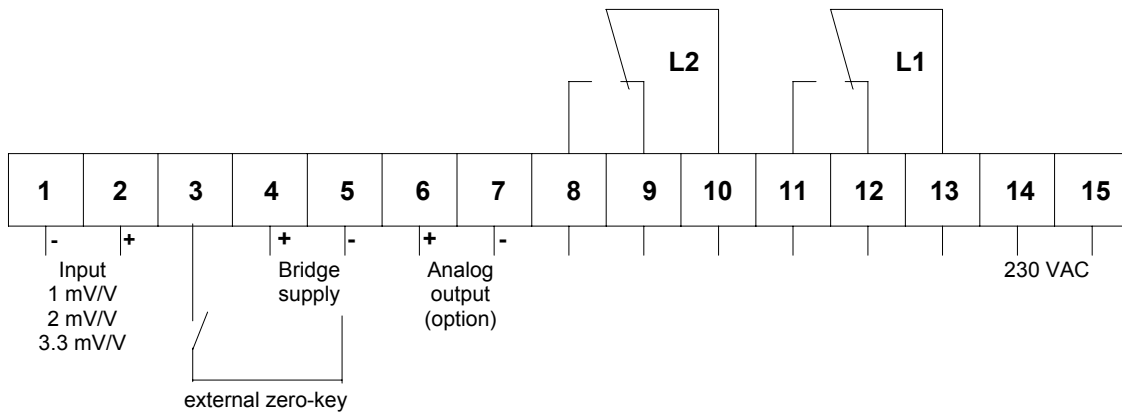 L2 L1
1 2 3 4 5 6 7 8 9 10 11 12 13 14 15
- + + - + -
Input Bridge Analog 230 VAC
1 mV/V supply output
2 mV/V (option)
3.3 mV/V
external zero-key